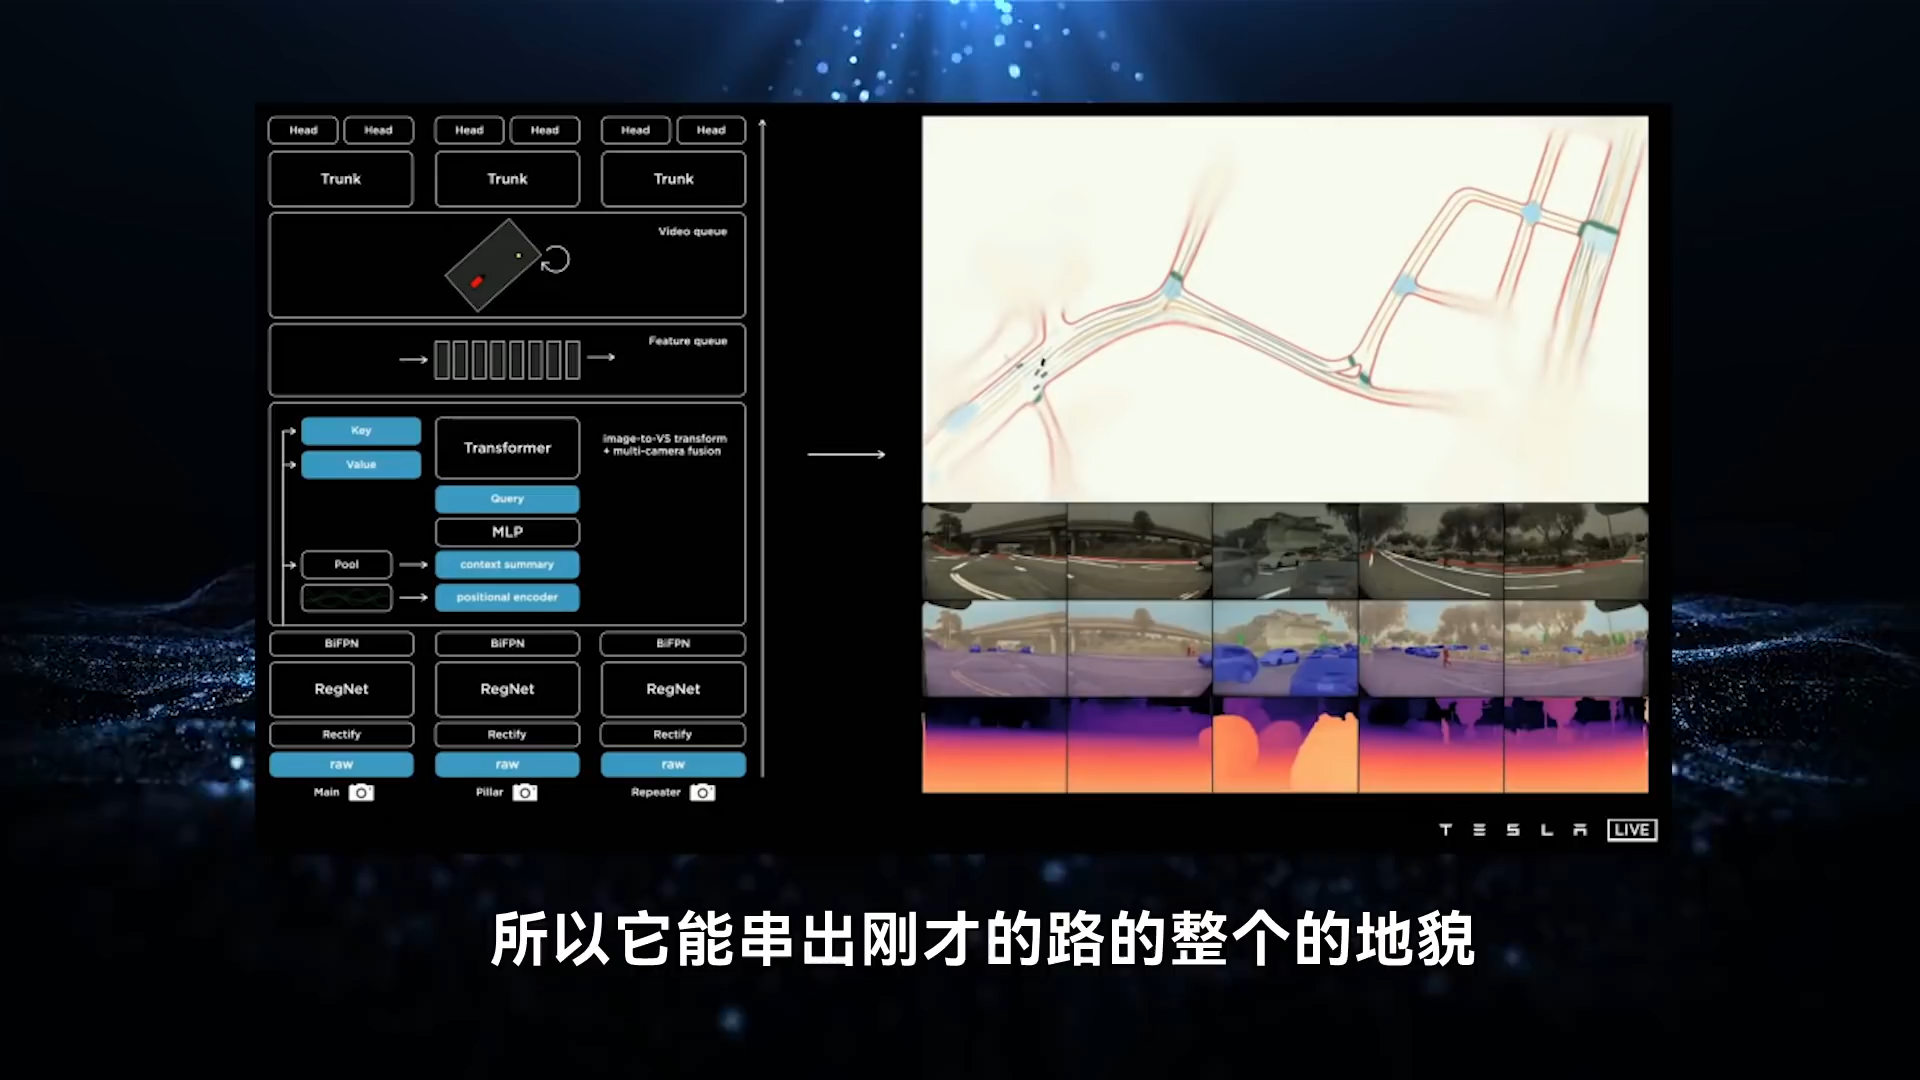 Head Head Head Head Head Head
Trunk Trunk Trunk
Video queue
Feature queue
Key
Value
Transformer
image-to-VS transform
+ multi-camera fusion
Query
MLP
Pool
context summary
positional encoder
BiFPN BiFPN BiFPN
RegNet RegNet RegNet
Rectify Rectify Rectify
raw raw raw
Main Pillar Repeater
TESLA LIVE
所以它能串出刚才的路的整个的地貌